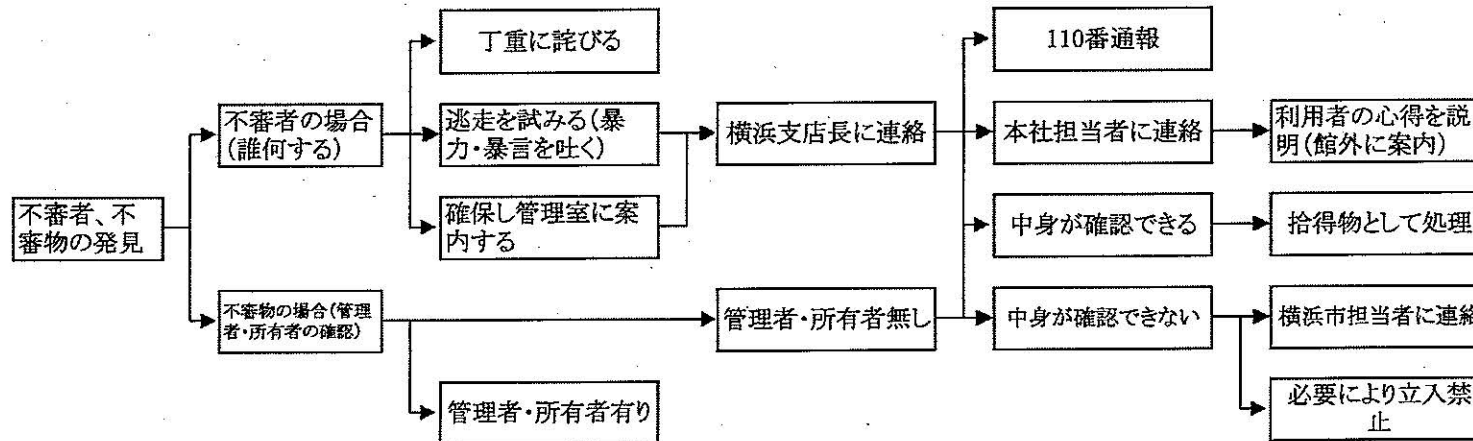 丁重に詫びる
110番通報
不審者の場合
(誰何する)
逃走を試みる(暴
力・暴言を吐く)
横浜支店長に連絡
本社担当者に連絡
利用者の心得を説
明(館外に案内)
不審者、不
審物の発見
確保し管理室に案
内する
中身が確認できる
拾得物として処理
不審物の場合(管理
者・所有者の確認)
管理者・所有者無し
中身が確認できない
横浜市担当者に連絡
管理者・所有者有り
必要により立入禁
止